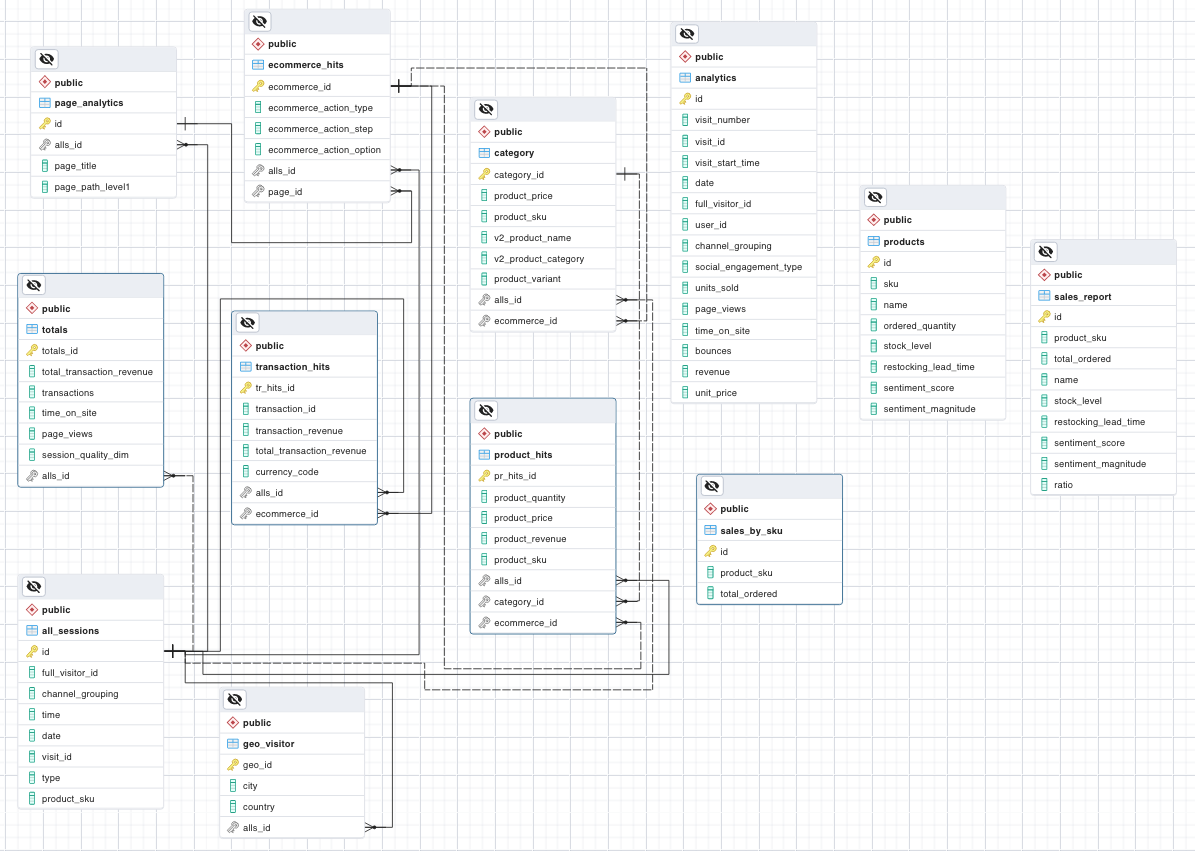 public
page_analytics
id
alls_id
page_title
page_path_level1
public
ecommerce_hits
ecommerce_id
ecommerce_action_type
ecommerce_action_step
ecommerce_action_option
alls_id
page_id
public
category
category_id
product_price
product_sku
v2_product_name
v2_product_category
product_variant
alls_id
ecommerce_id
public
analytics
id
visit_number
visit_id
visit_start_time
date
full_visitor_id
user_id
channel_grouping
social_engagement_type
units_sold
page_views
time_on_site
bounces
revenue
unit_price
public
products
id
sku
name
ordered_quantity
stock_level
restocking_lead_time
sentiment_score
sentiment_magnitude
public
sales_report
id
product_sku
total_ordered
name
stock_level
restocking_lead_time
sentiment_score
sentiment_magnitude
ratio
public
totals
totals_id
total_transaction_revenue
transactions
time_on_site
page_views
session_quality_dim
alls_id
public
transaction_hits
tr_hits_id
transaction_id
transaction_revenue
total_transaction_revenue
currency_code
alls_id
ecommerce_id
public
product_hits
pr_hits_id
product_quantity
product_price
product_revenue
product_sku
alls_id
category_id
ecommerce_id
public
sales_by_sku
id
product_sku
total_ordered
public
all_sessions
id
full_visitor_id
channel_grouping
time
date
visit_id
type
product_sku
public
geo_visitor
geo_id
city
country
alls_id